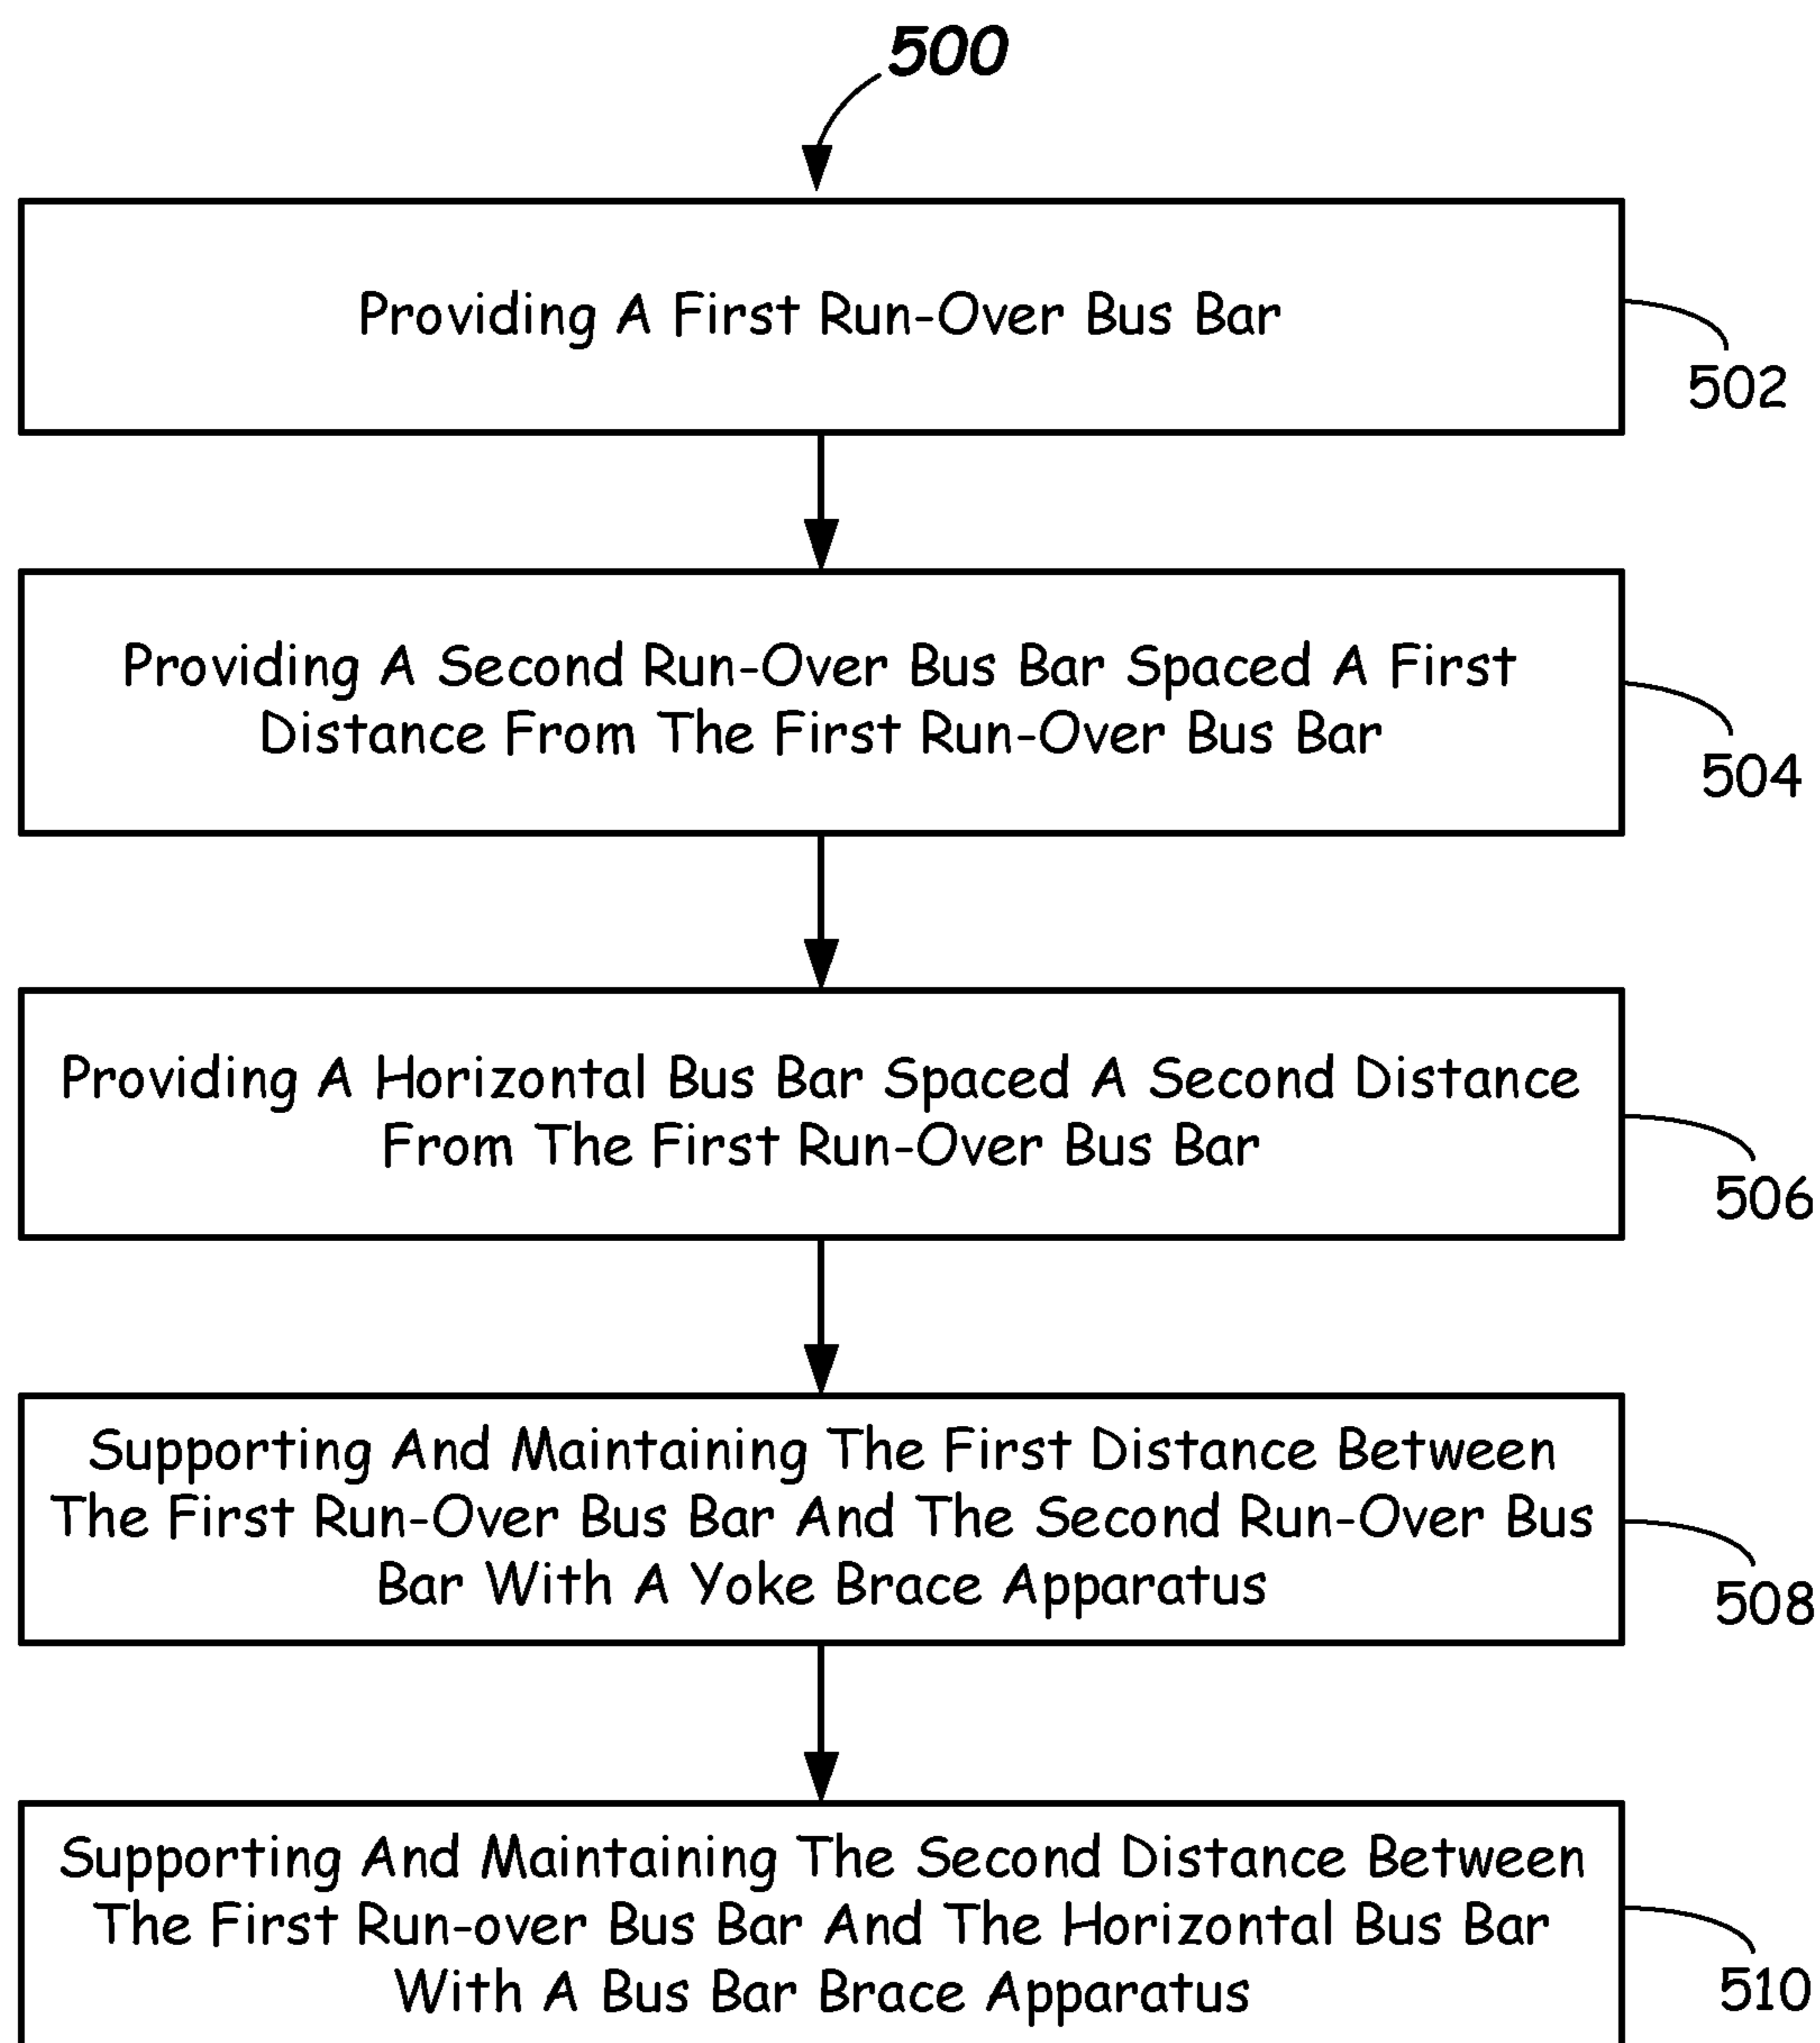 500
Providing A First Run-Over Bus Bar
502
Providing A Second Run-Over Bus Bar Spaced A First
Distance From The First Run-Over Bus Bar
504
Providing A Horizontal Bus Bar Spaced A Second Distance
From The First Run-Over Bus Bar
506
Supporting And Maintaining The First Distance Between
The First Run-Over Bus Bar And The Second Run-Over Bus
Bar With A Yoke Brace Apparatus
508
Supporting And Maintaining The Second Distance Between
The First Run-over Bus Bar And The Horizontal Bus Bar
With A Bus Bar Brace Apparatus
510